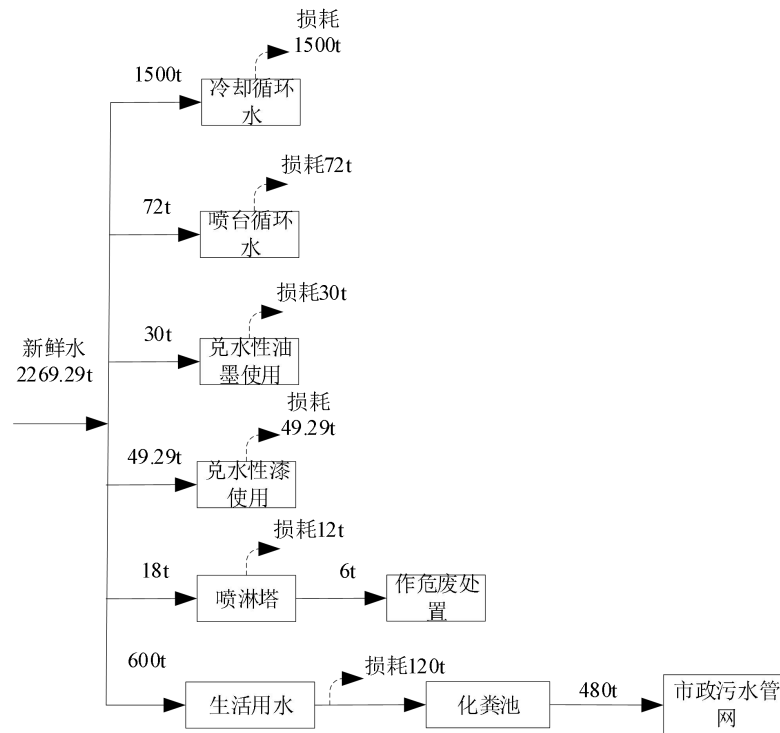 损耗
1500t
1500t
冷却循环
水
损耗72t
72t
喷台循环
水
损耗30t
30t
兑水性油
墨使用
新鲜水
2269.29t
损耗
49.29t
49.29t
兑水性漆
使用
损耗12t
18t
6t
喷淋塔
作危废处
置
600t
损耗120t
生活用水
化粪池
480t
市政污水管
网